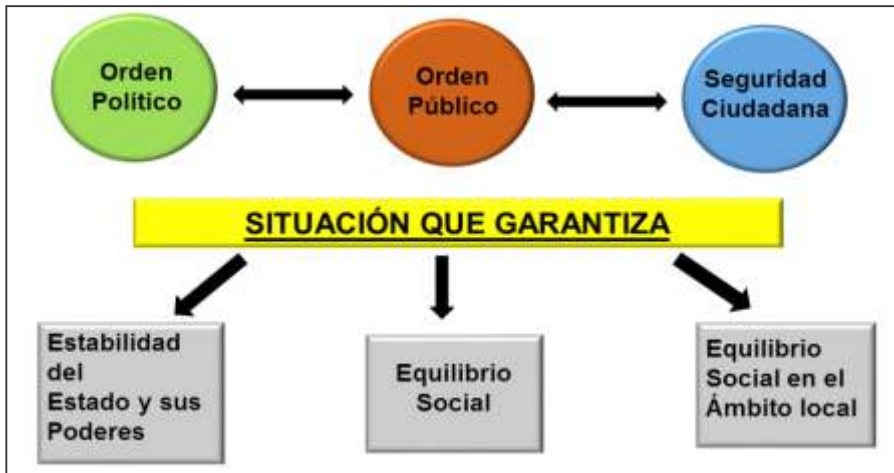 Orden
Político
Orden
Público
Seguridad
Ciudadana
SITUACIÓN QUE GARANTIZA
Estabilidad
del
Estado y sus
Poderes
Equilibrio
Social
Equilibrio
Social en el
Ámbito local